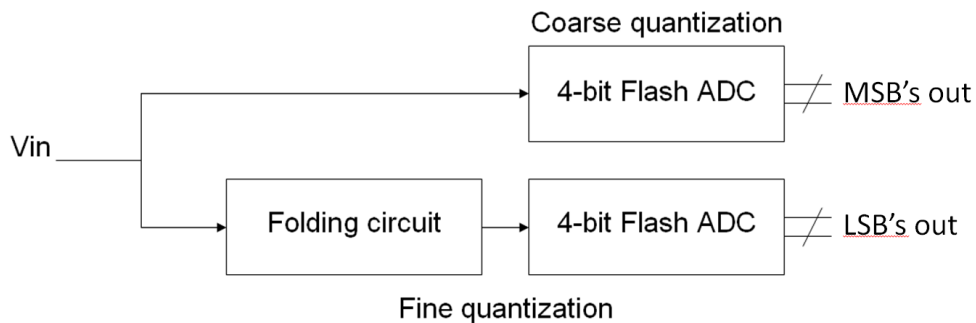 Coarse quantization
4-bit Flash ADC
MSB's out
Vin
Folding circuit
4-bit Flash ADC
LSB's out
Fine quantization